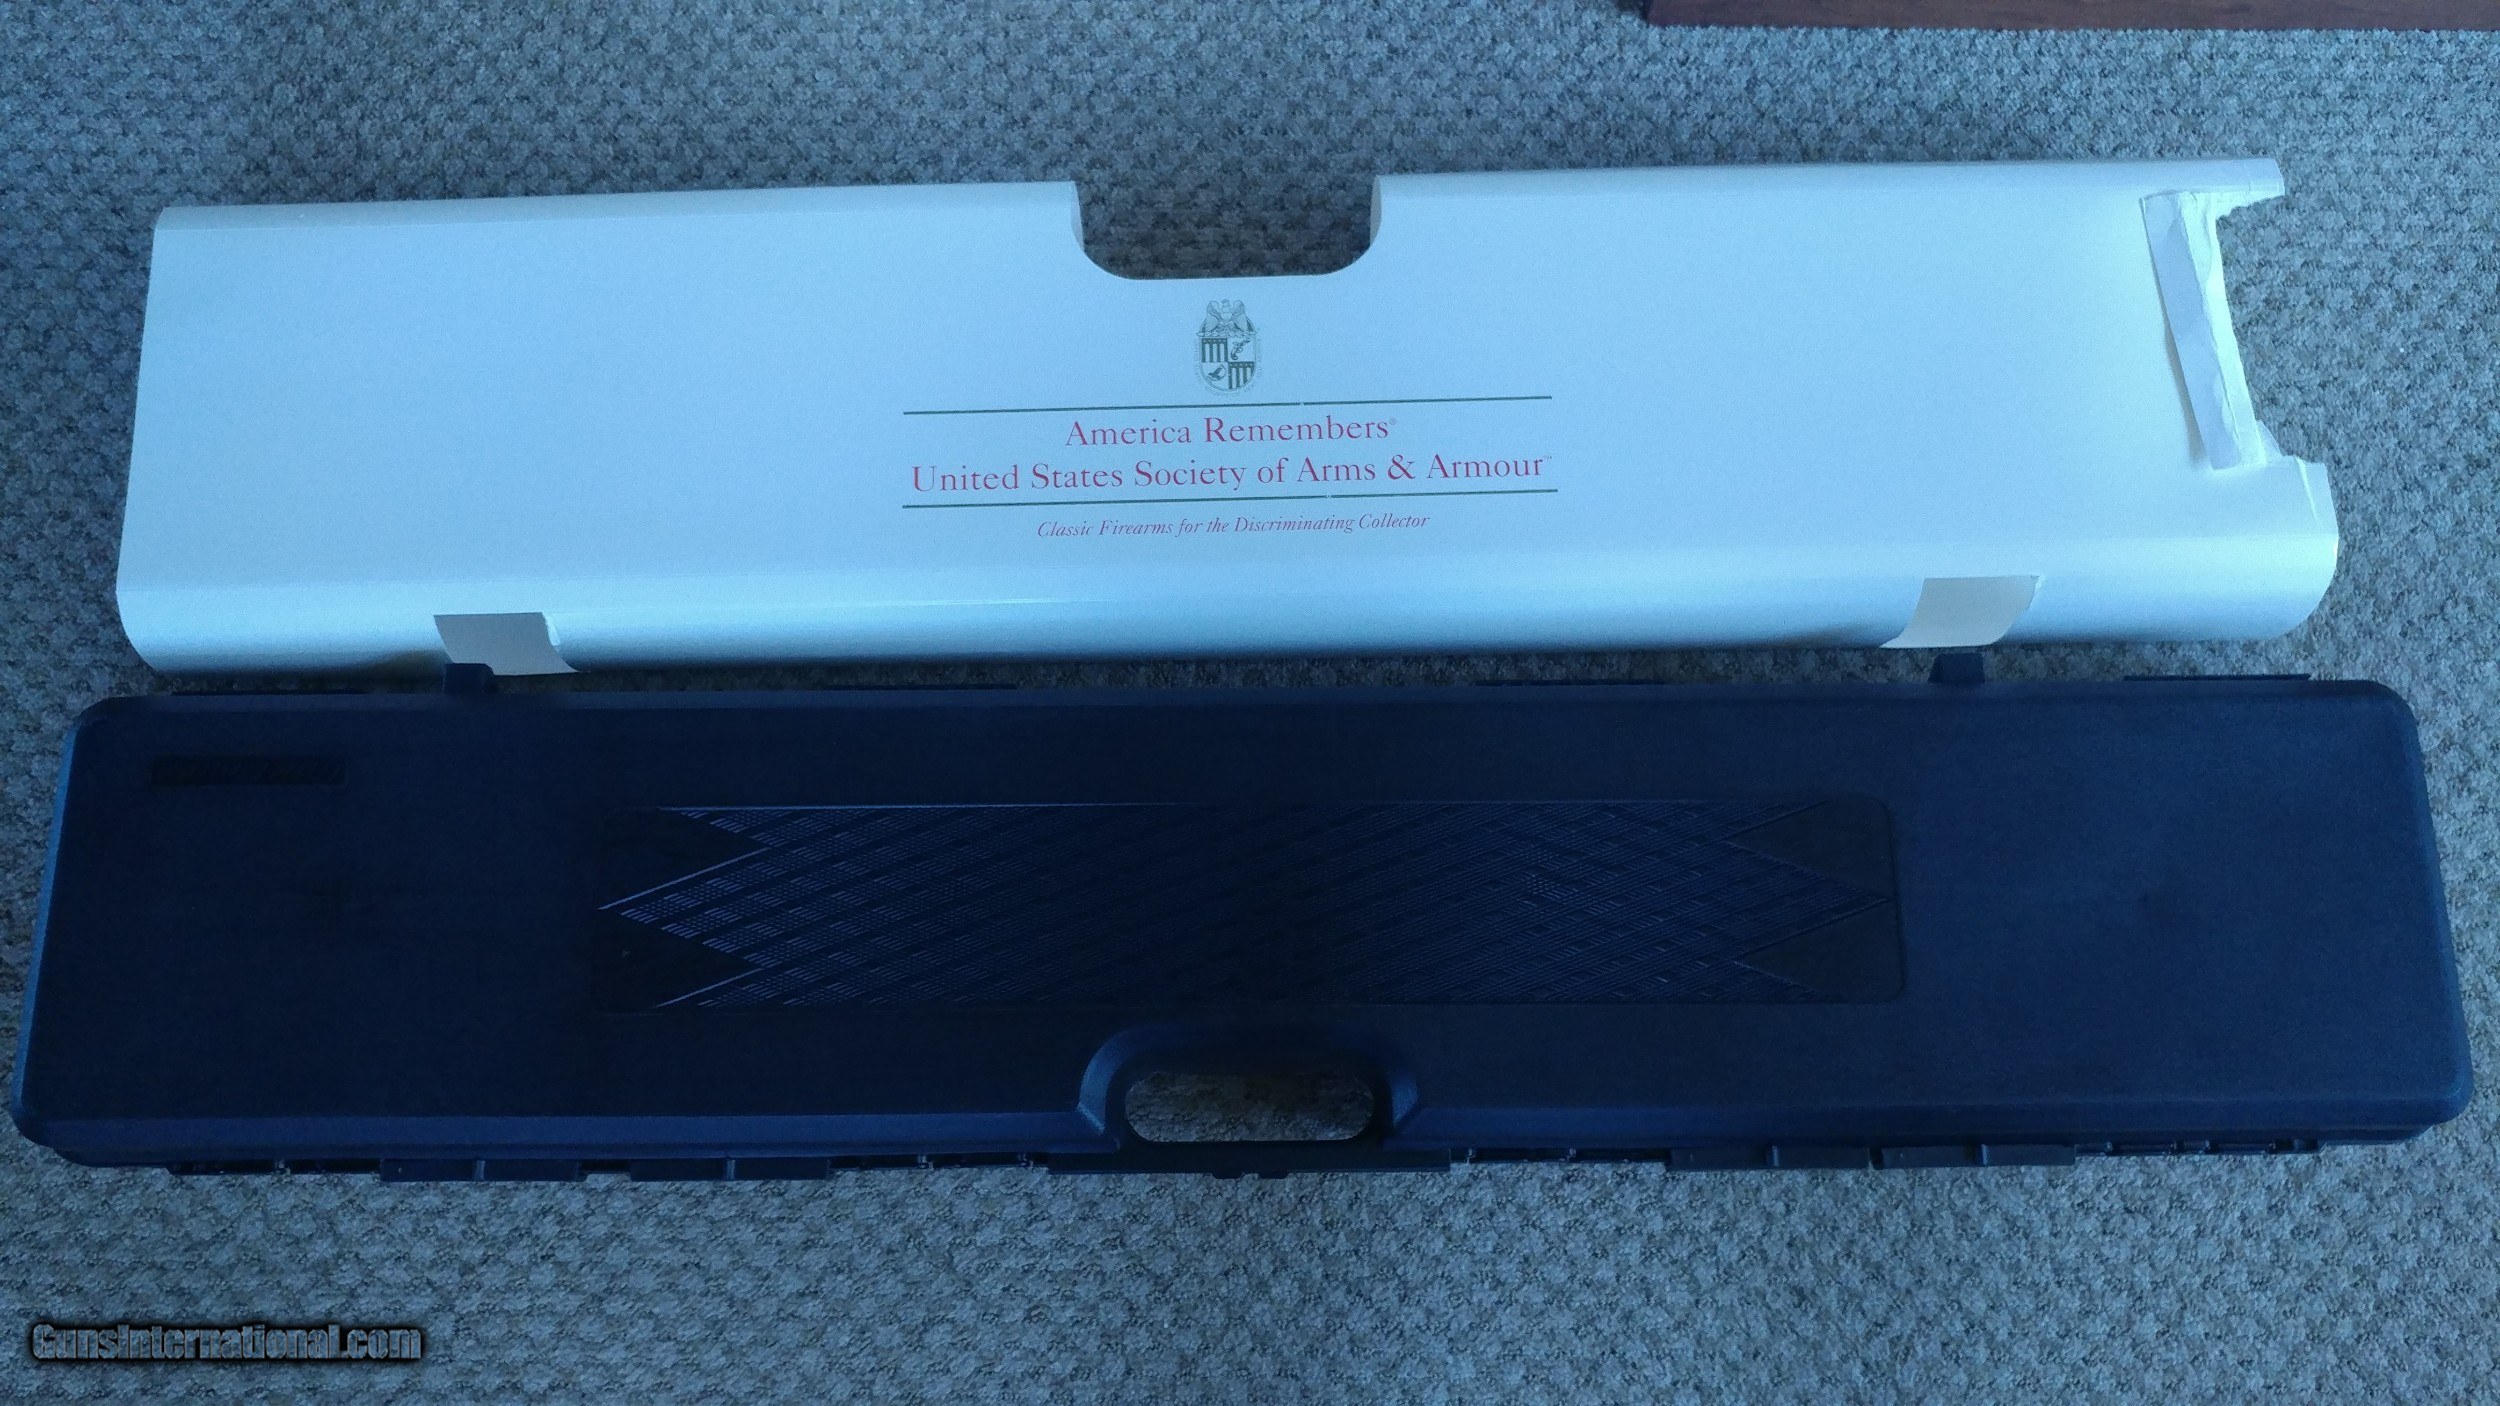 America Remembers®
United States Society of Arms & Armour™
Classic Firearms for the Discriminating Collector
GunsInternational.com